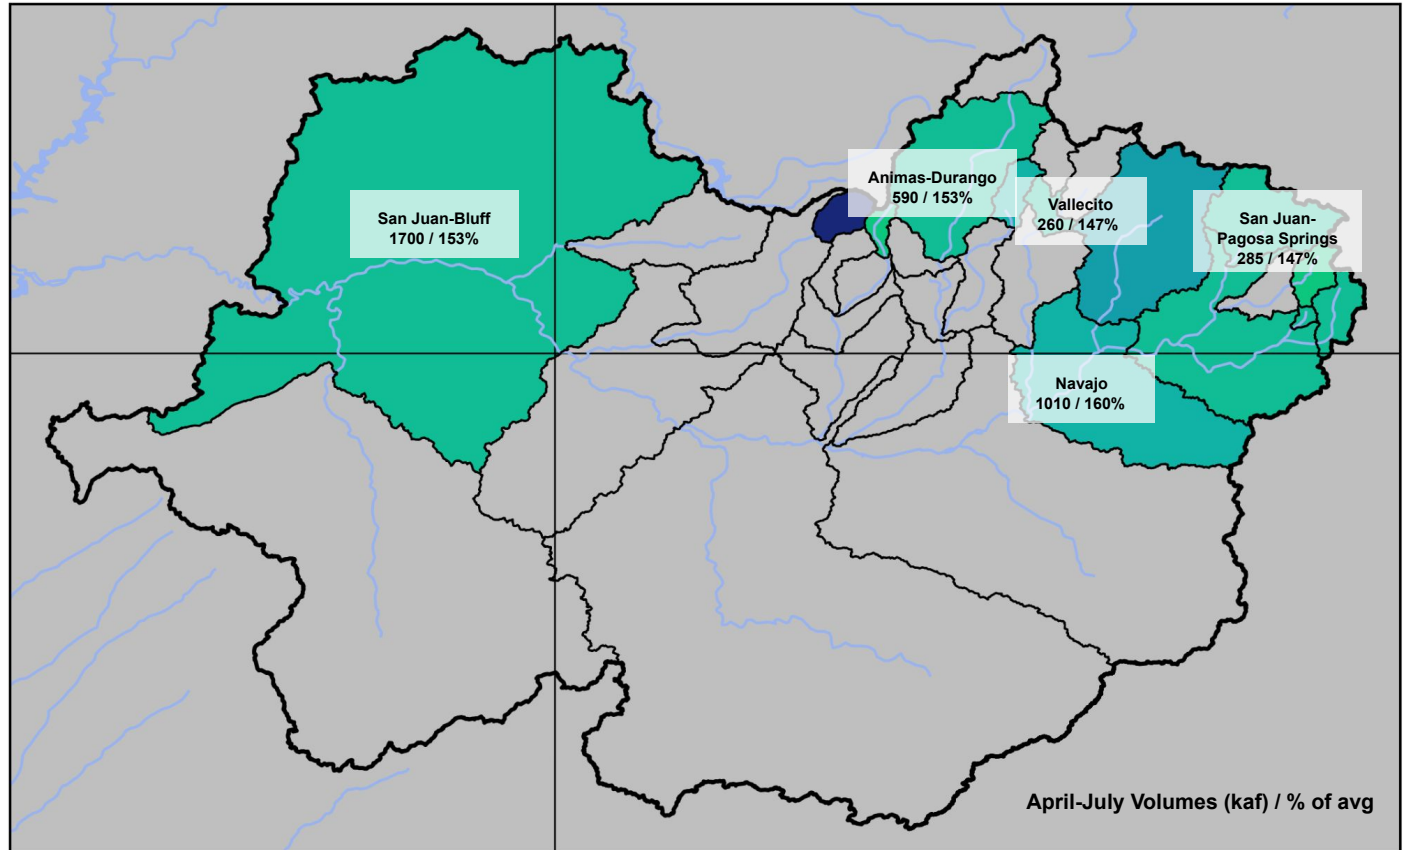 Animas-Durango
590 / 153%
Vallecito
260 / 147%
San Juan-Bluff
1700 / 153%
San Juan-
Pagosa Springs
285 / 147%
Navajo
1010 / 160%
April-July Volumes (kaf) / % of avg